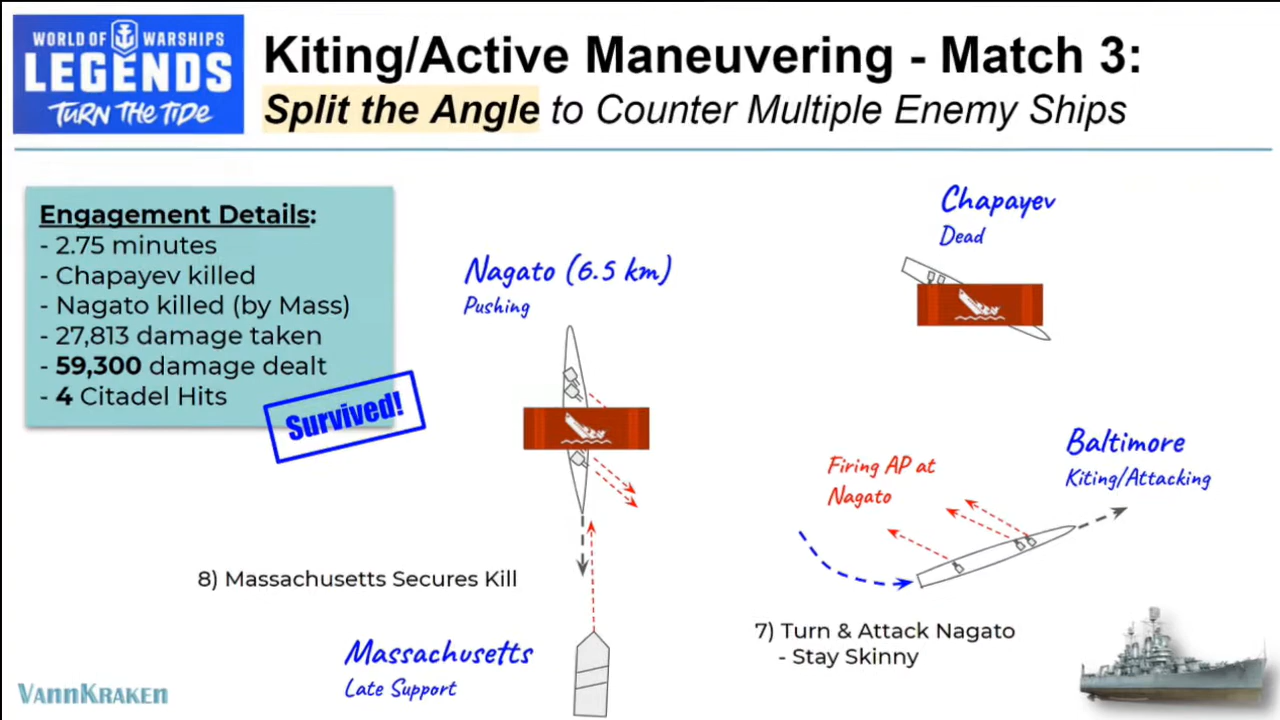 WORLD OF WARSHIPS
LEGENDS
TURN THE TIDE
Kiting/Active Maneuvering - Match 3:
Split the Angle to Counter Multiple Enemy Ships
Engagement Details:
- 2.75 minutes
- Chapayev killed
- Nagato killed (by Mass)
- 27,813 damage taken
- 59,300 damage dealt
- 4 Citadel Hits
Survived!
Nagato (6.5 km)
Pushing
Chapayev
Dead
Baltimore
Kiting/Attacking
Firing AP at
Nagato
8) Massachusetts Secures Kill
7) Turn & Attack Nagato
- Stay Skinny
Massachusetts
Late Support
VannKraken